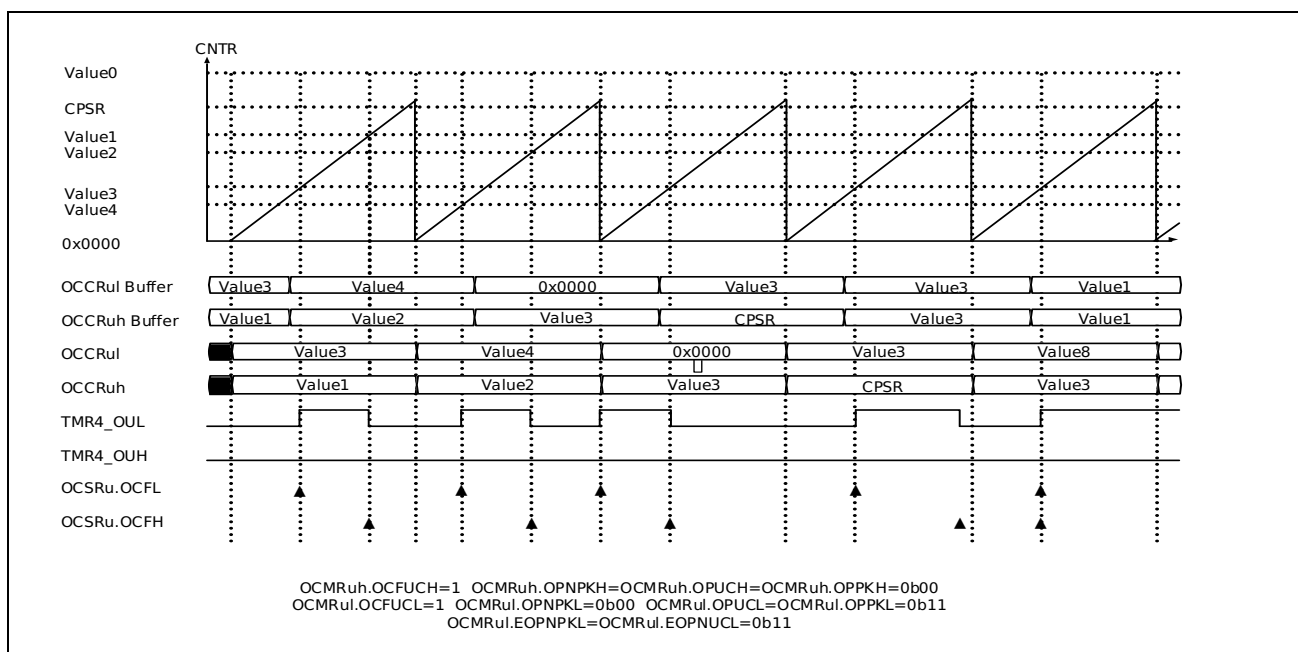 CNTR
Value0
CPSR
Value1
Value2
Value3
Value4
0x0000
OCCRul Buffer Value3 Value4 0x0000 Value3 Value3 Value1
OCCRuh Buffer Value1 Value2 Value3 CPSR Value3 Value1
OCCRul Value3 Value4 0x0000 Value3 Value8
OCCRuh Value1 Value2 Value3 CPSR Value3
TMR4_OUL
TMR4_OUH
OCSRu.OCFL
OCSRu.OCFH
OCMRuh.OCFUCH=1 OCMRuh.OPNPKH=OCMRuh.OPUCH=OCMRuh.OPPKH=0b00
OCMRul.OCFUCL=1 OCMRul.OPNPKL=0b00 OCMRul.OPUCL=OCMRul.OPPKL=0b11
OCMRul.EOPNPKL=OCMRul.EOPNUCL=0b11